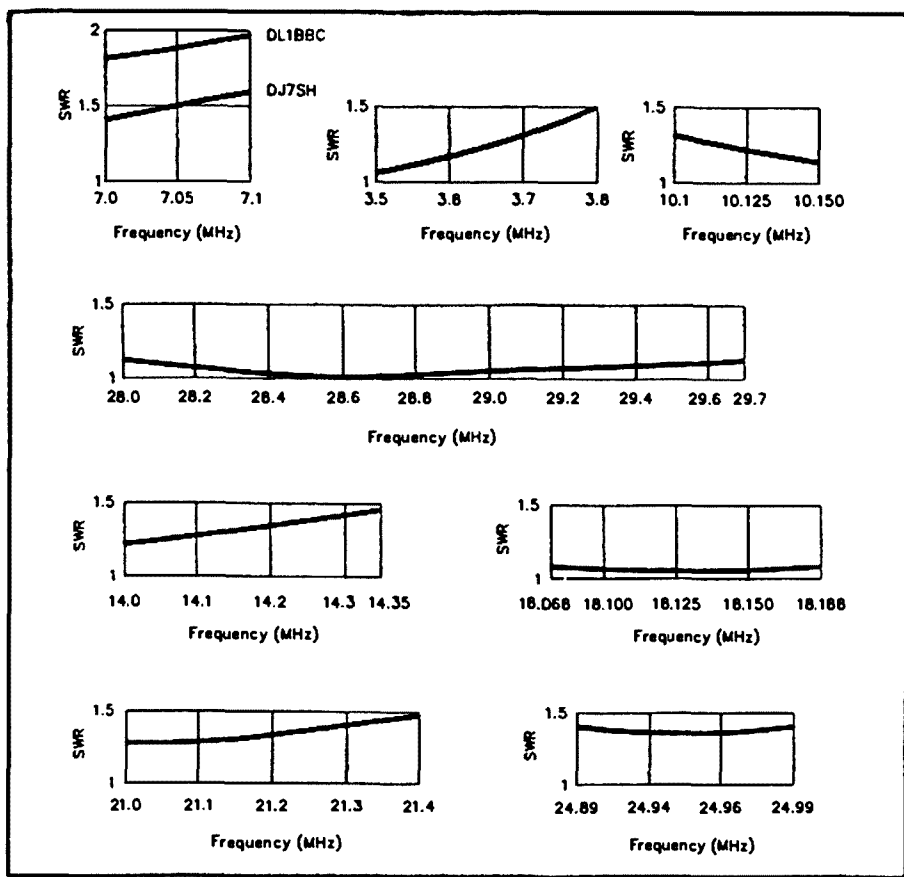 2 DL1BBC
SWR 1.5 DJ7SH
1
7.0 7.05 7.1
Frequency (MHz)
1.5
SWR
1
3.5 3.6 3.7 3.8
Frequency (MHz)
1.5
SWR
1
10.1 10.125 10.150
Frequency (MHz)
1.5
SWR
1
28.0 28.2 28.4 28.6 28.8 29.0 29.2 29.4 29.6 29.7
Frequency (MHz)
1.5
SWR
1
14.0 14.1 14.2 14.3 14.35
Frequency (MHz)
1.5
SWR
1
18.068 18.100 18.125 18.150 18.168
Frequency (MHz)
1.5
SWR
1
21.0 21.1 21.2 21.3 21.4
Frequency (MHz)
1.5
SWR
1
24.89 24.94 24.96 24.99
Frequency (MHz)